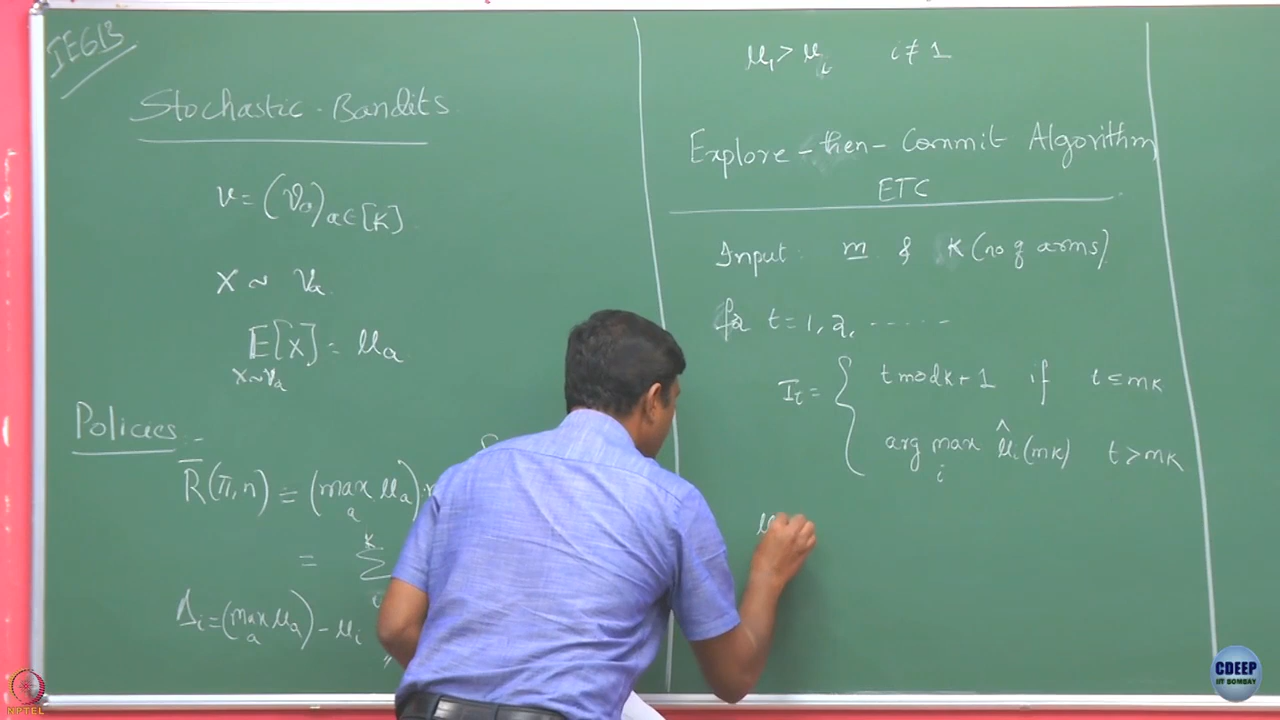 IE613
Stochastic Bandits
ν = (ν_a)_{a∈[K]}
X ~ ν_a
E[X] = μ_a
X~ν_a
Policies :-
R̄(π, n) = (max_a μ_a).n
= Σ^K
Δ_i = (max_a μ_a) - μ_i
μ_1 > μ_i i ≠ 1
Explore - then - Commit Algorithm
ETC
Input: m & K (no of arms)
for t = 1, 2, ------
I_t = { t mod K + 1 if t ≤ mK
arg max_i μ̂_i(mK) t > mK
μ
NPTEL
CDEEP
IIT BOMBAY